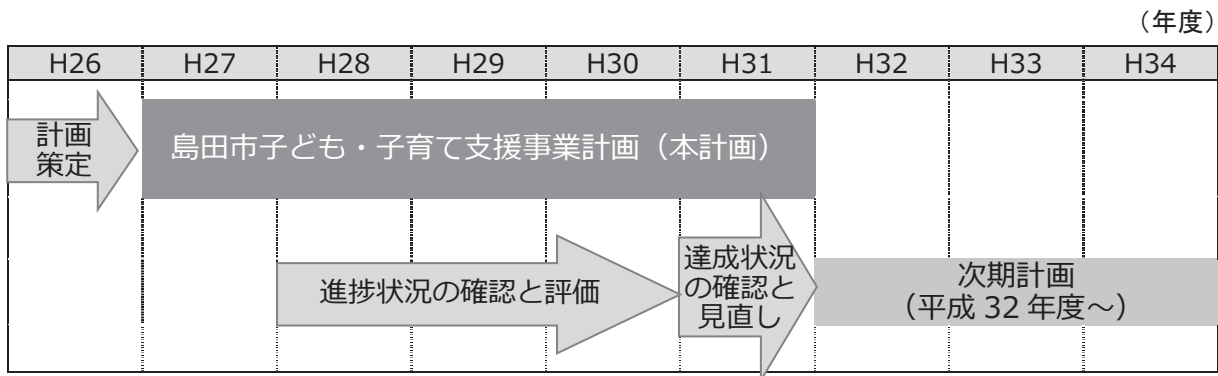 （年度）
H26 H27 H28 H29 H30 H31 H32 H33 H34
計画
策定
島田市子ども・子育て支援事業計画（本計画）
進捗状況の確認と評価
達成状況
の確認と
見直し
次期計画
（平成 32 年度～）